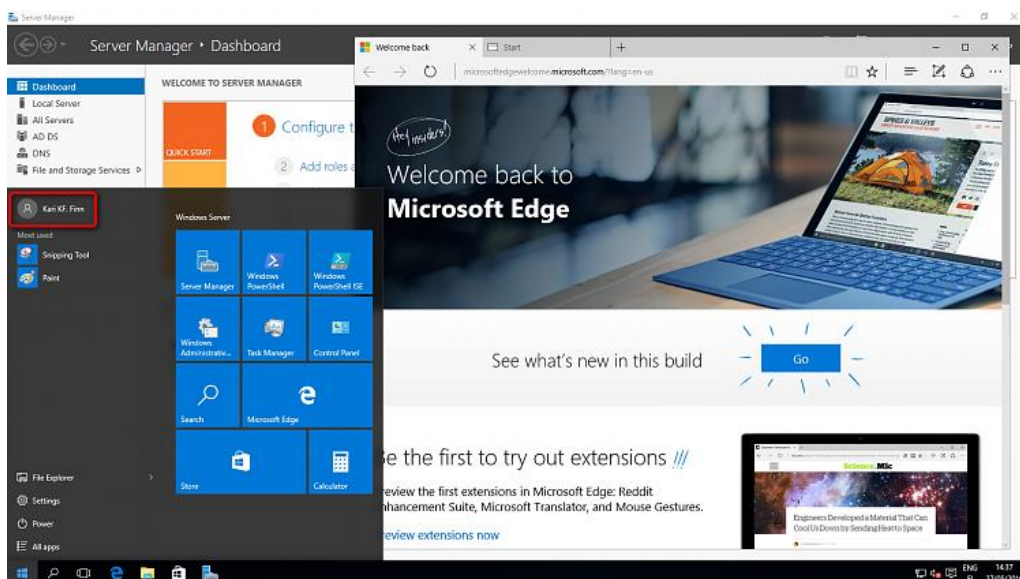 Server Manager
Server Manager • Dashboard
Dashboard
Local Server
All Servers
AD DS
DNS
File and Storage Services
WELCOME TO SERVER MANAGER
QUICK START
1 Configure t
2 Add roles a
Kari KF. Finn
Most used
Snipping Tool
Paint
File Explorer
Settings
Power
All apps
Windows Server
Server Manager
Windows PowerShell
Windows PowerShell ISE
Windows Administrativ...
Task Manager
Control Panel
Search
Microsoft Edge
Store
Calculator
Welcome back
Start
microsoftedgewelcome.microsoft.com/?lang=en-us
Hey insiders!
Welcome back to
Microsoft Edge
SPIKES & VALLEYS
See what's new in this build
Go
e the first to try out extensions
review the first extensions in Microsoft Edge: Reddit
nhancement Suite, Microsoft Translator, and Mouse Gestures.
review extensions now
Science.Mic
Engineers Developed a Material That Can
Cool Us Down by Sending Heat to Space
ENG
FI
14:37